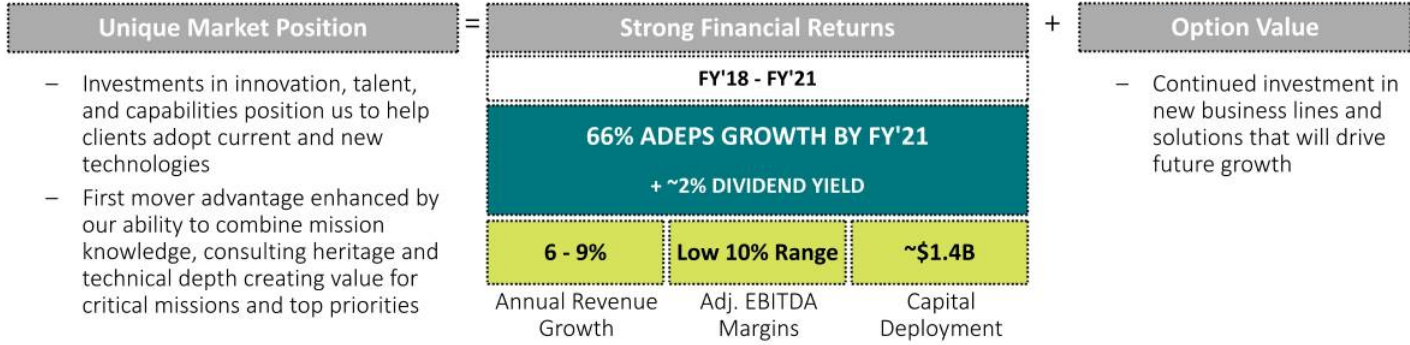 Unique Market Position
=
Strong Financial Returns
+
Option Value
– Investments in innovation, talent,
and capabilities position us to help
clients adopt current and new
technologies
– First mover advantage enhanced by
our ability to combine mission
knowledge, consulting heritage and
technical depth creating value for
critical missions and top priorities
FY'18 - FY'21
66% ADEPS GROWTH BY FY'21
+ ~2% DIVIDEND YIELD
6 - 9%
Annual Revenue
Growth
Low 10% Range
Adj. EBITDA
Margins
~$1.4B
Capital
Deployment
– Continued investment in
new business lines and
solutions that will drive
future growth